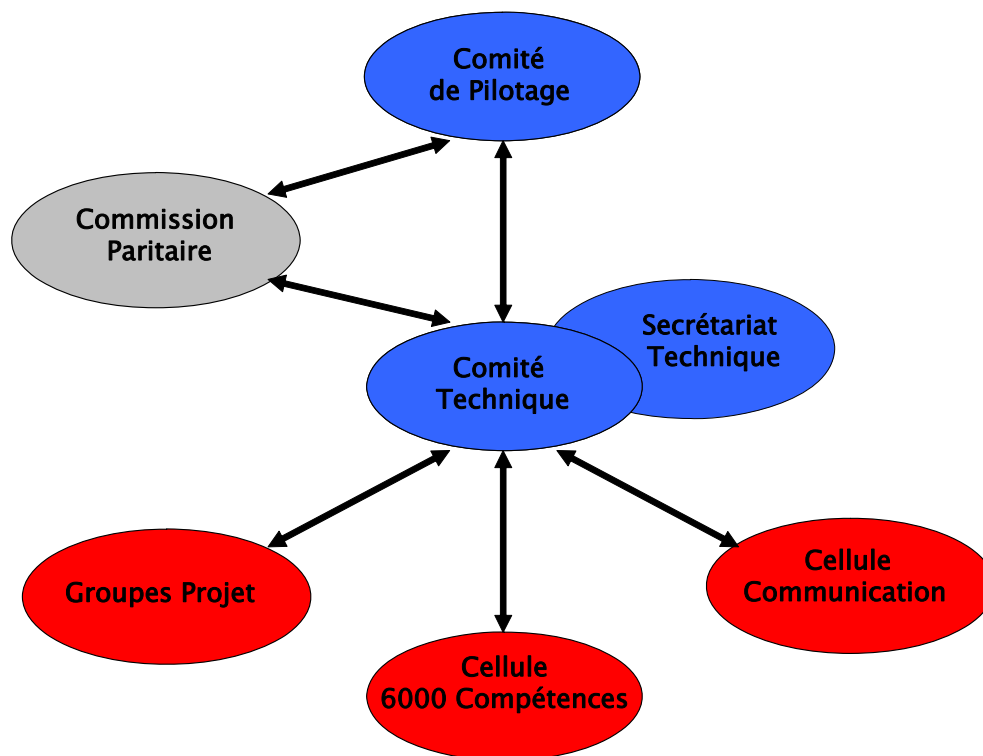 Comité
de Pilotage
Commission
Paritaire
Secrétariat
Technique
Comité
Technique
Groupes Projet
Cellule
Communication
Cellule
6000 Compétences